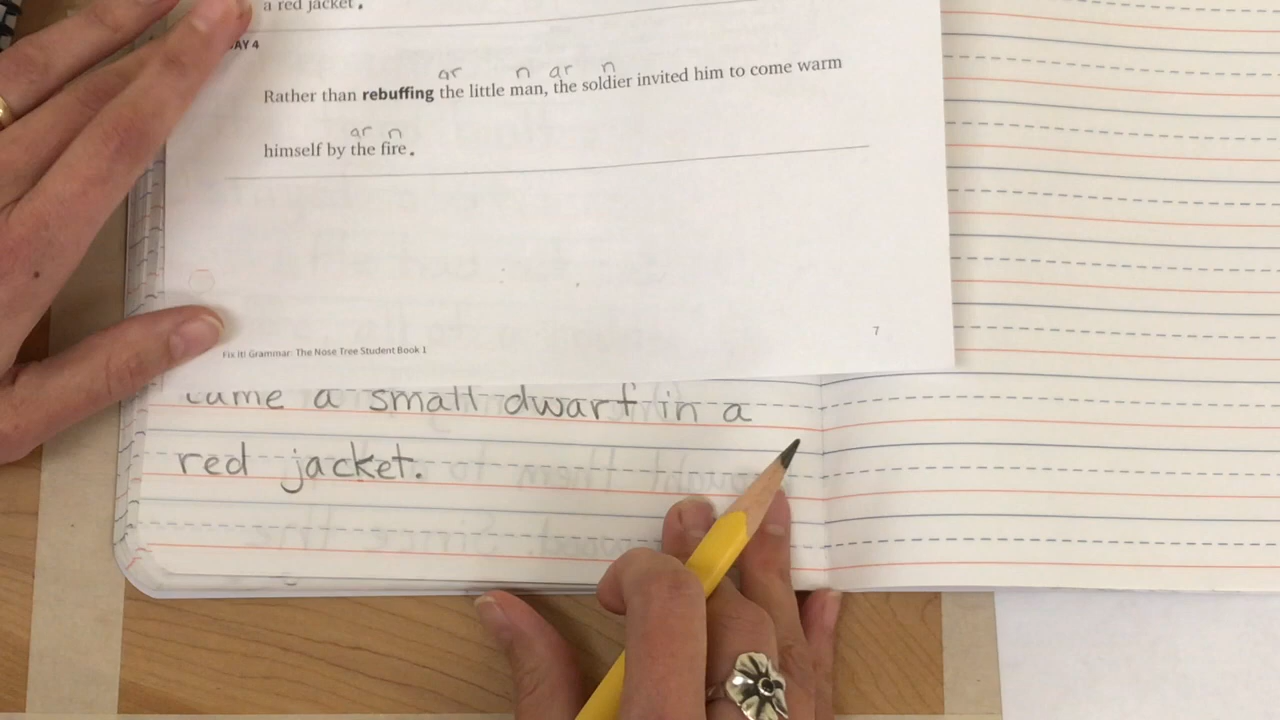 a red jacket.
AY 4
ar n ar n
Rather than rebuffing the little man, the soldier invited him to come warm
ar n
himself by the fire.
7
Fix It! Grammar: The Nose Tree Student Book 1
came a small dwarf in a
red jacket.